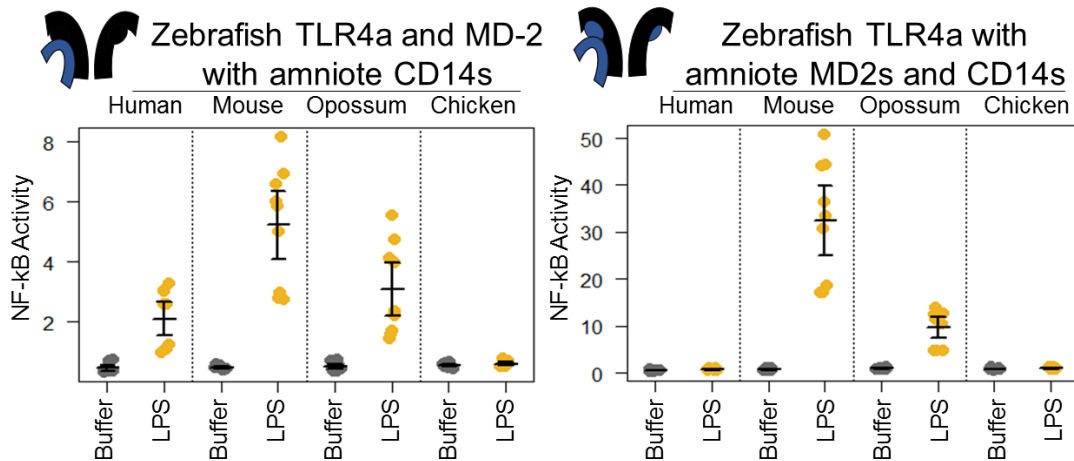 Zebrafish TLR4a and MD-2
with amniote CD14s
Human Mouse Opossum Chicken
NF-kB Activity
8
6
4
2
Buffer LPS Buffer LPS Buffer LPS Buffer LPS
Zebrafish TLR4a with
amniote MD2s and CD14s
Human Mouse Opossum Chicken
NF-kB Activity
50
40
30
20
10
0
Buffer LPS Buffer LPS Buffer LPS Buffer LPS